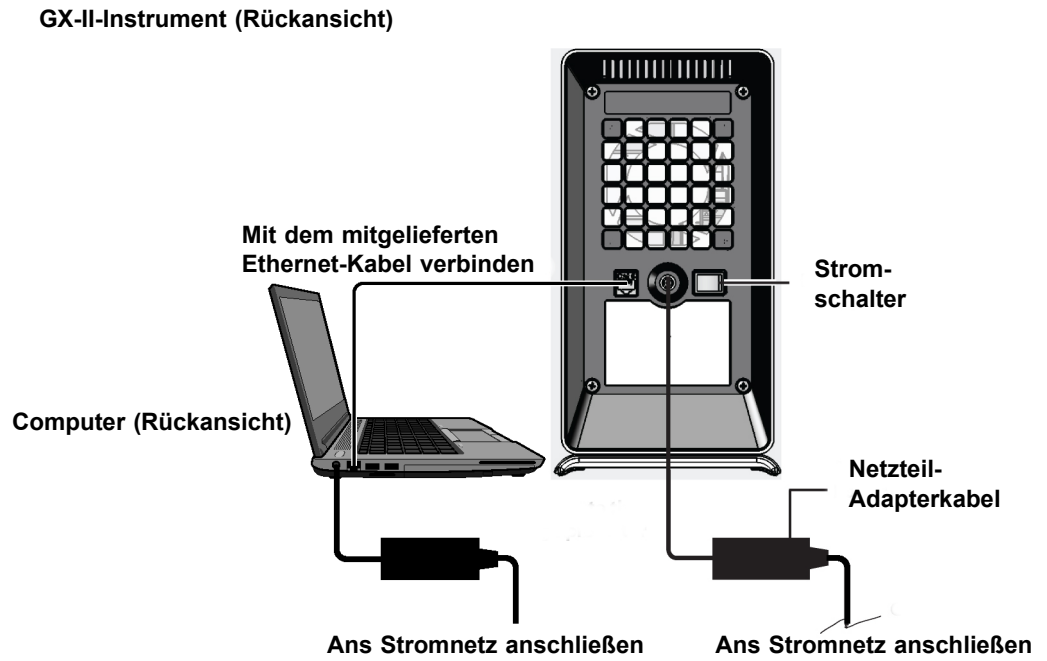 GX-II-Instrument (Rückansicht)
Mit dem mitgelieferten
Ethernet-Kabel verbinden
Strom-
schalter
Computer (Rückansicht)
Netzteil-
Adapterkabel
Ans Stromnetz anschließen
Ans Stromnetz anschließen